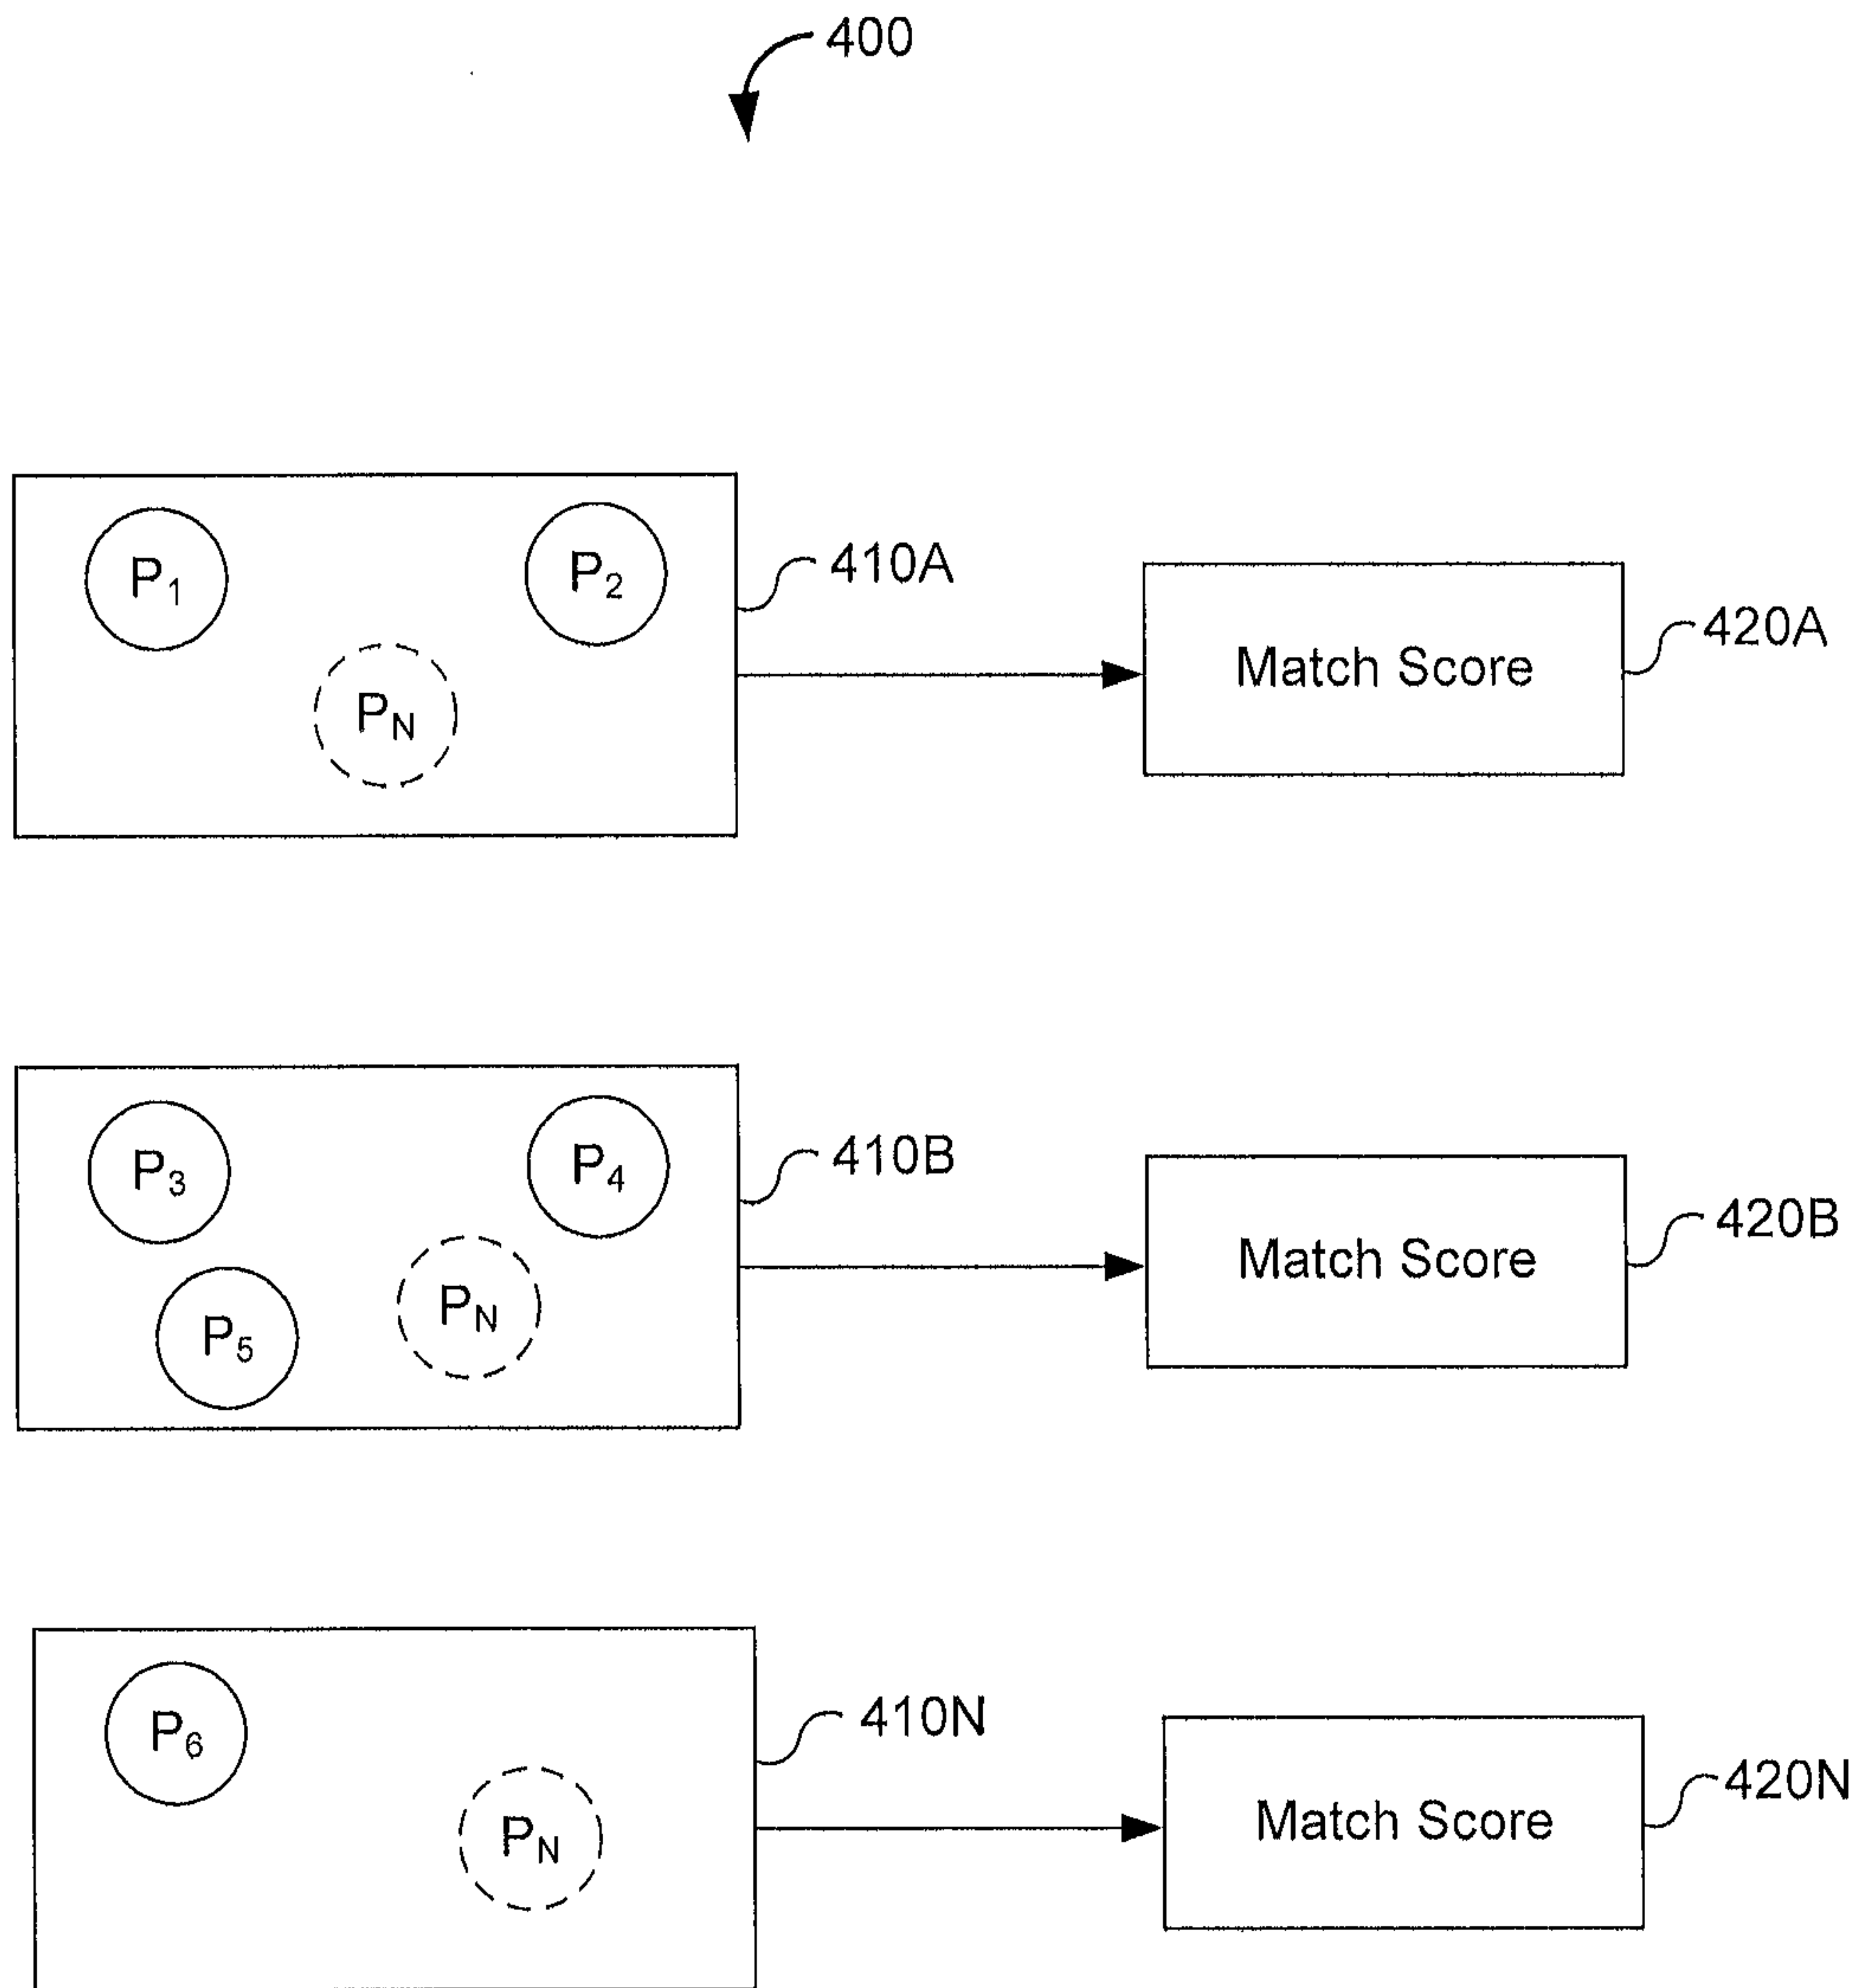 400
P1
P2
410A
PN
Match Score
420A
P3
P4
410B
P5
PN
Match Score
420B
P6
410N
PN
Match Score
420N